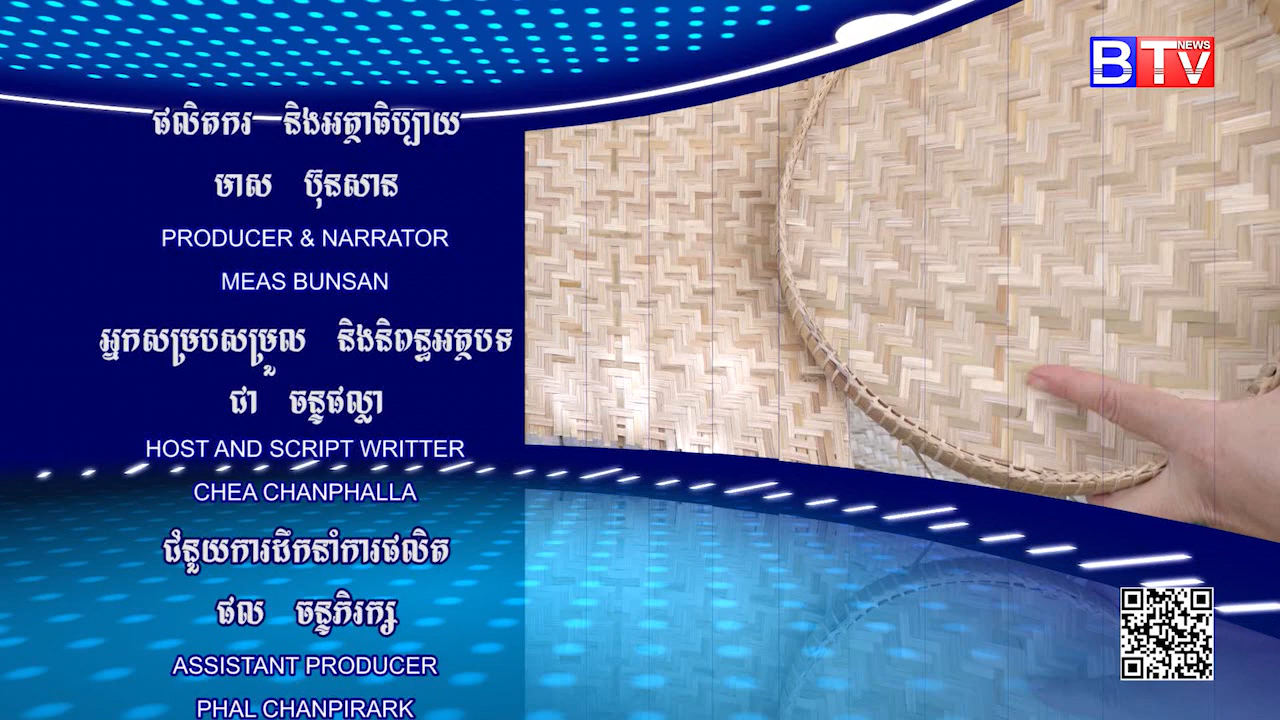 BTV NEWS
ផលិតករ និងអត្ថាធិប្បាយ
មាស ប៊ុនសាន
PRODUCER & NARRATOR
MEAS BUNSAN
អ្នកសម្របសម្រួល និងនិពន្ធអត្ថបទ
ជា ចន្ទផល្លា
HOST AND SCRIPT WRITTER
CHEA CHANPHALLA
ជំនួយការដឹកនាំការផលិត
ផល ចន្ទភិរក្ស
ASSISTANT PRODUCER
PHAL CHANPIRARK